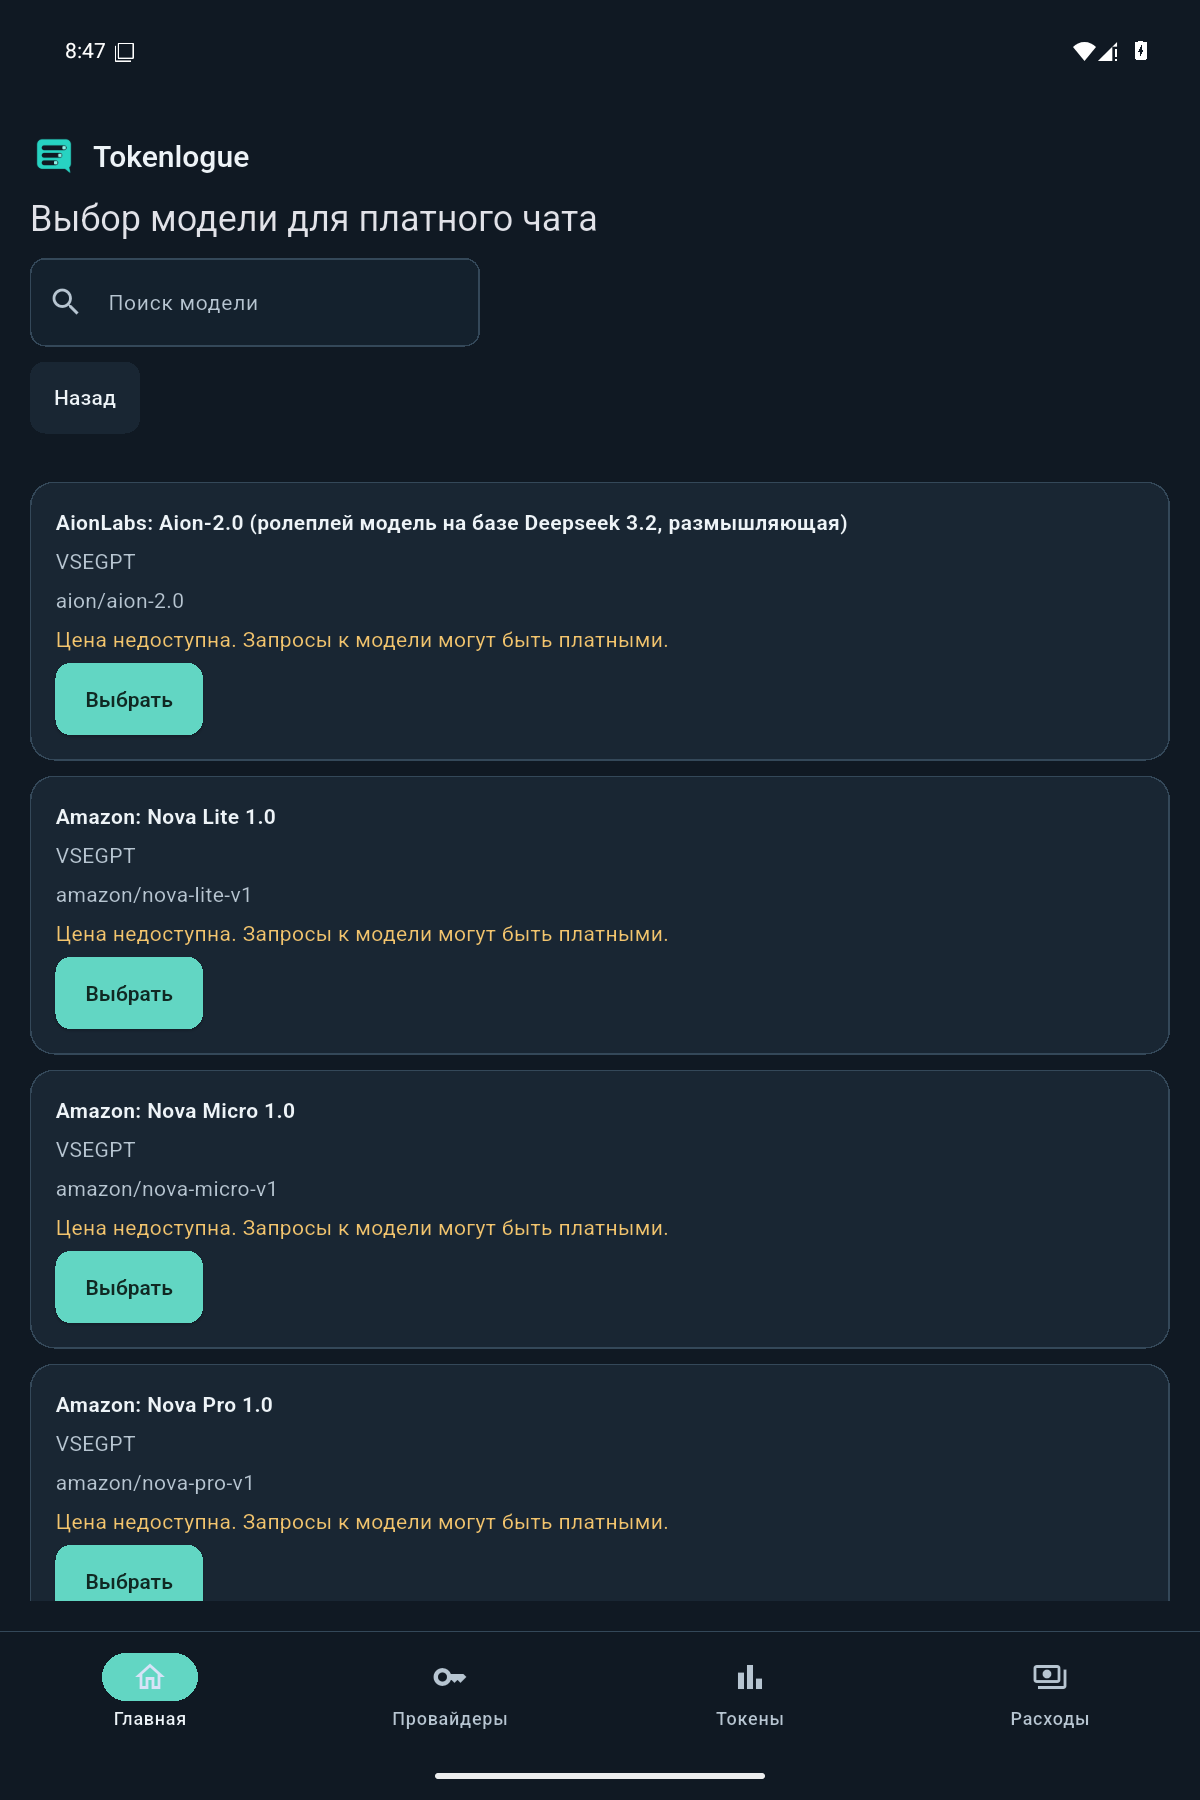 8:47
Tokenlogue
Выбор модели для платного чата
Поиск модели
Назад
AionLabs: Aion-2.0 (ролеплей модель на базе Deepseek 3.2, размышляющая)
VSEGPT
aion/aion-2.0
Цена недоступна. Запросы к модели могут быть платными.
Выбрать
Amazon: Nova Lite 1.0
VSEGPT
amazon/nova-lite-v1
Цена недоступна. Запросы к модели могут быть платными.
Выбрать
Amazon: Nova Micro 1.0
VSEGPT
amazon/nova-micro-v1
Цена недоступна. Запросы к модели могут быть платными.
Выбрать
Amazon: Nova Pro 1.0
VSEGPT
amazon/nova-pro-v1
Цена недоступна. Запросы к модели могут быть платными.
Выбрать
Главная
Провайдеры
Токены
Расходы